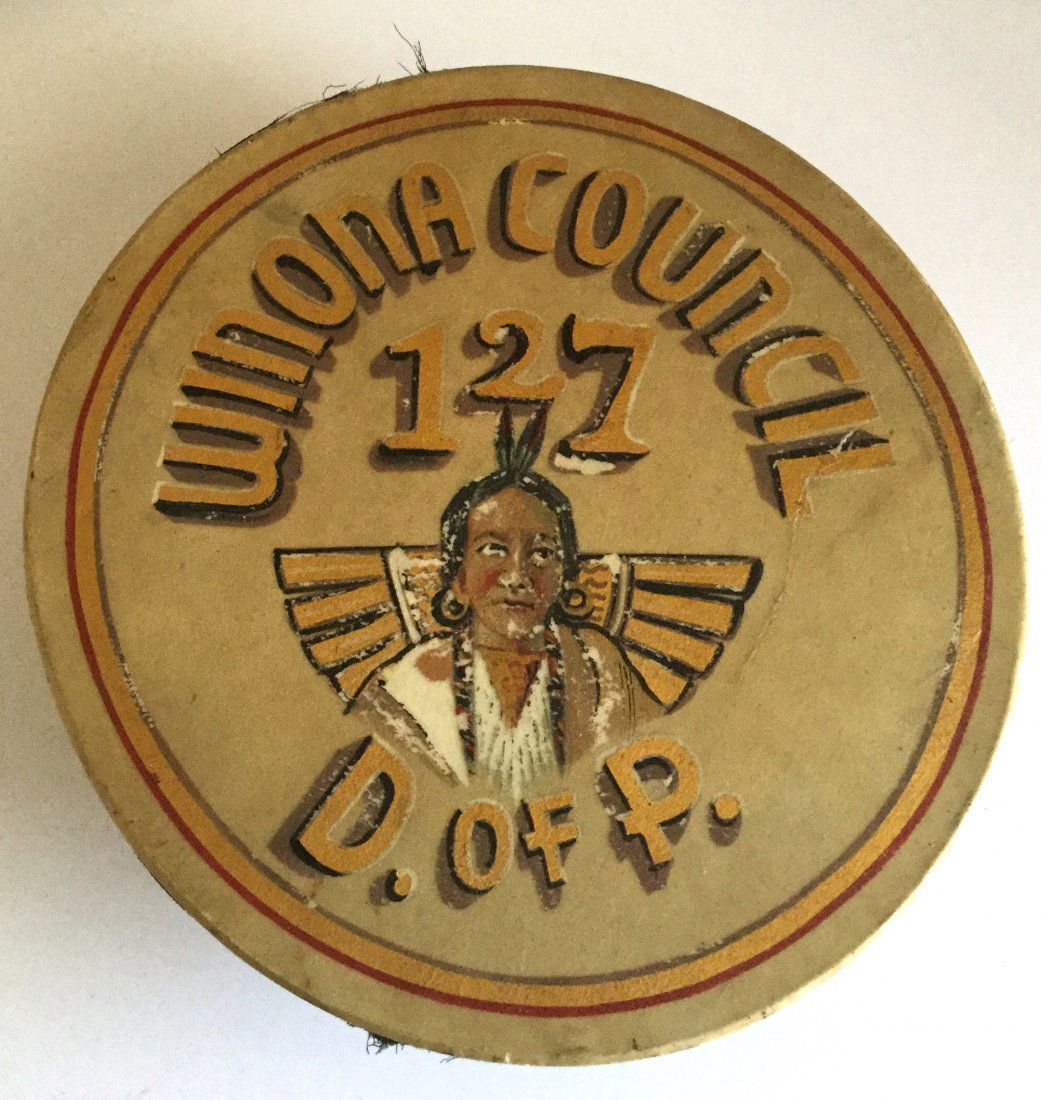 WINONA COUNCIL
127
D. OF P.